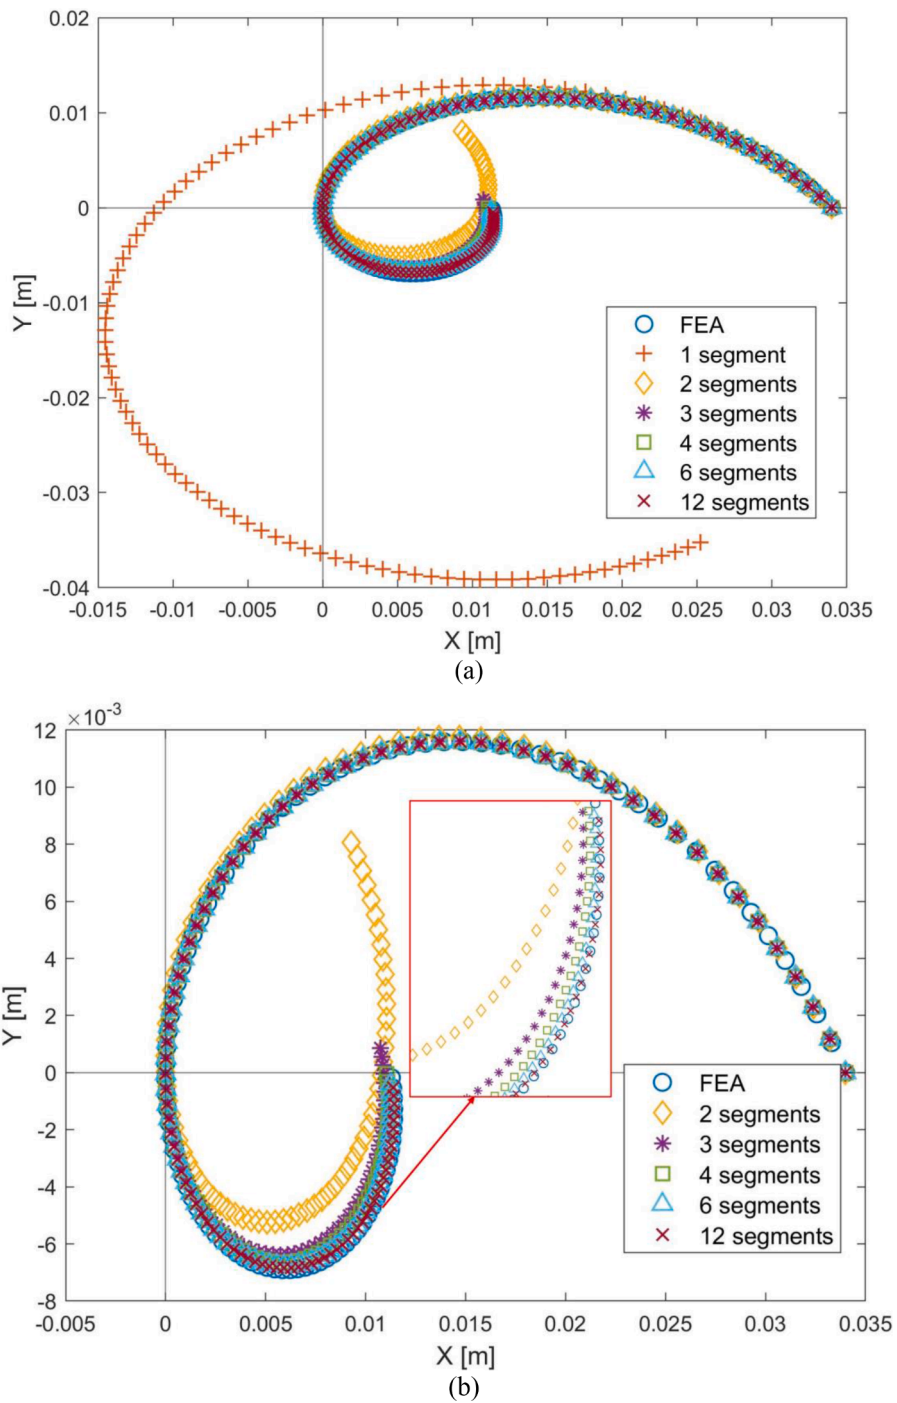 0.02
0.01
0
-0.01
-0.02
-0.03
-0.04
Y [m]
FEA
1 segment
2 segments
3 segments
4 segments
6 segments
12 segments
-0.015 -0.01 -0.005 0 0.005 0.01 0.015 0.02 0.025 0.03 0.035
X [m]
(a)
×10-3
12
10
8
6
4
2
0
-2
-4
-6
-8
Y [m]
FEA
2 segments
3 segments
4 segments
6 segments
12 segments
-0.005 0 0.005 0.01 0.015 0.02 0.025 0.03 0.035
X [m]
(b)